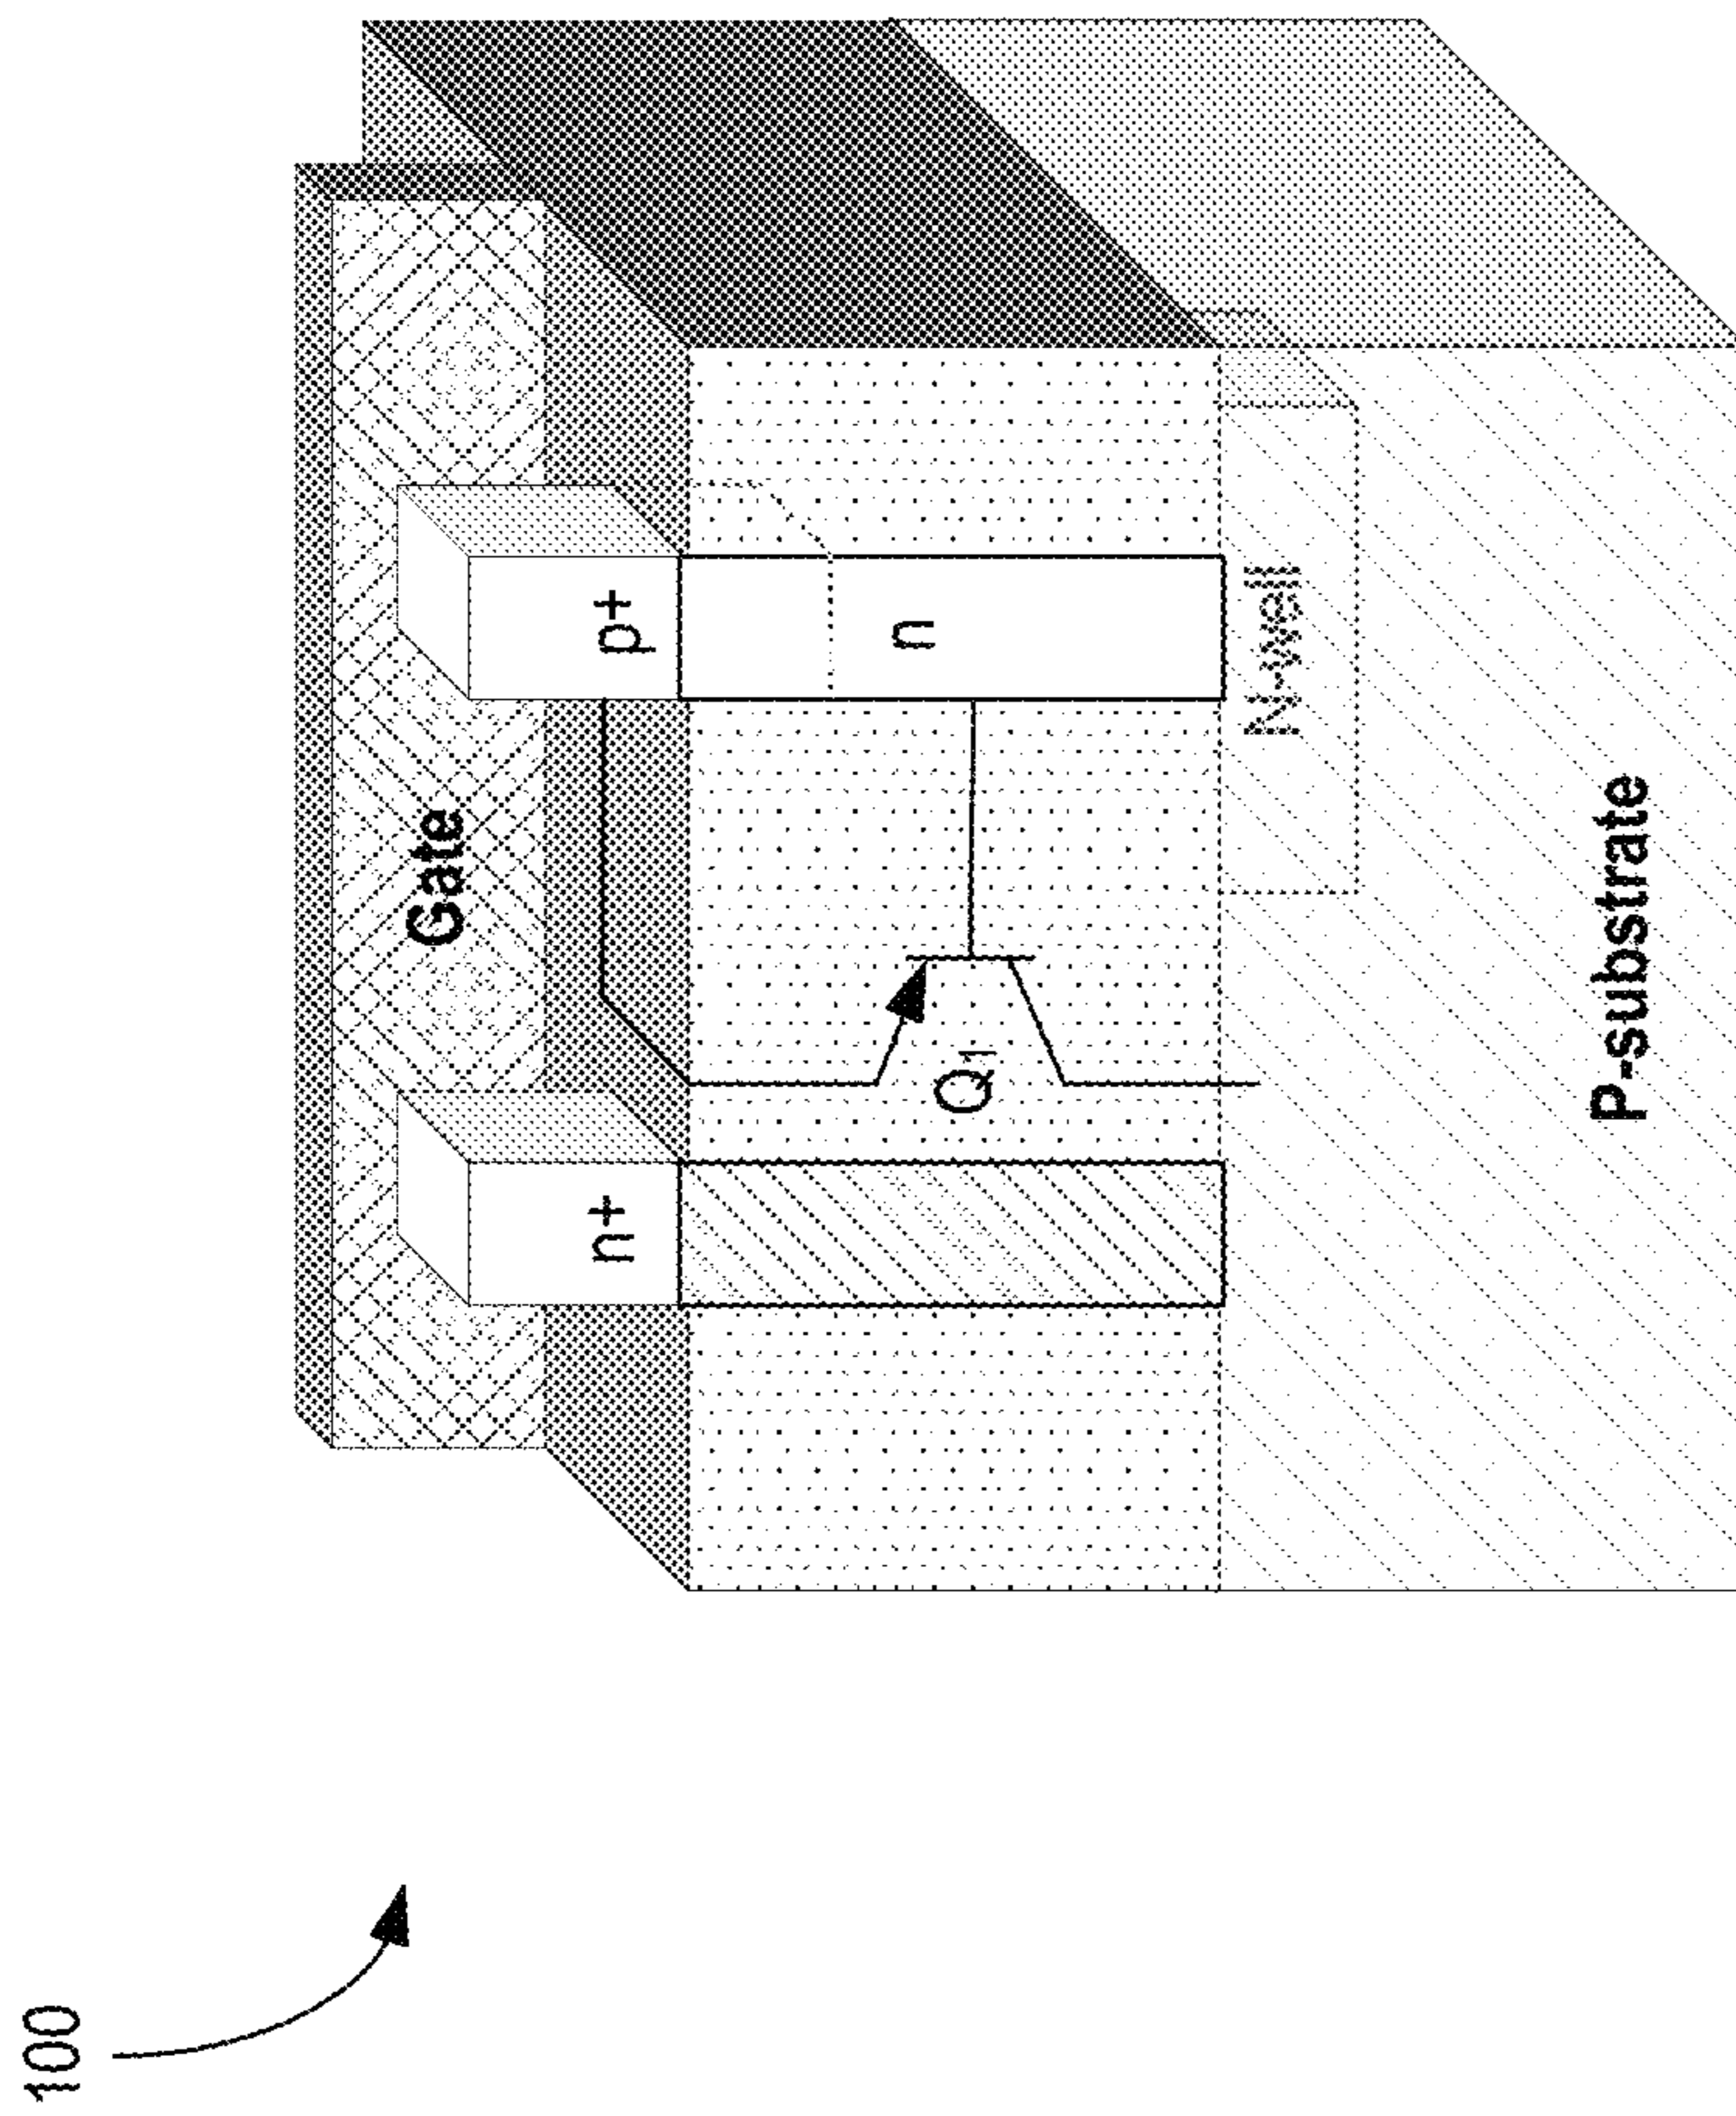 100
Gate
n+
p+
Q1
n
N-well
P-substrate